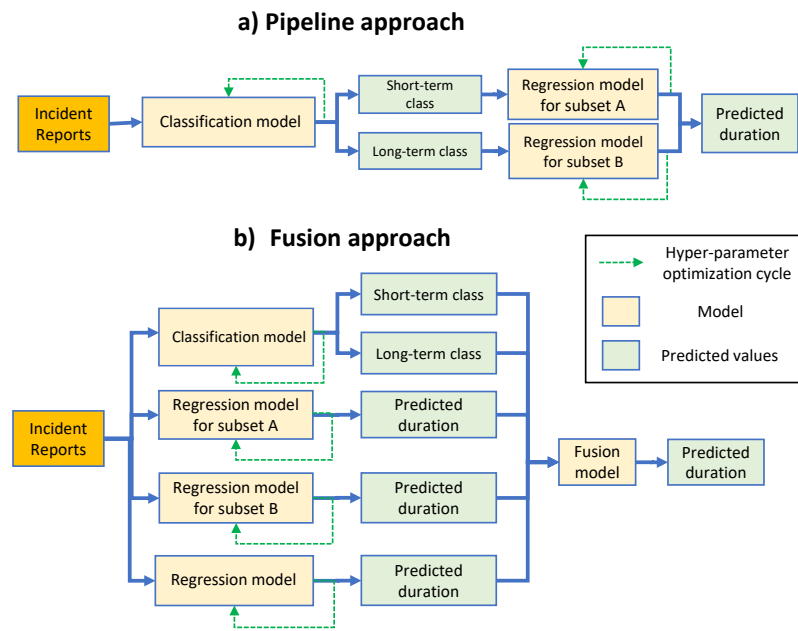 a) Pipeline approach
Incident
Reports
Classification model
Short-term
class
Long-term class
Regression model
for subset A
Regression model
for subset B
Predicted
duration
b) Fusion approach
Incident
Reports
Classification model
Short-term class
Long-term class
Regression model
for subset A
Predicted
duration
Regression model
for subset B
Predicted
duration
Regression model
Predicted
duration
Fusion
model
Predicted
duration
Hyper-parameter
optimization cycle
Model
Predicted values